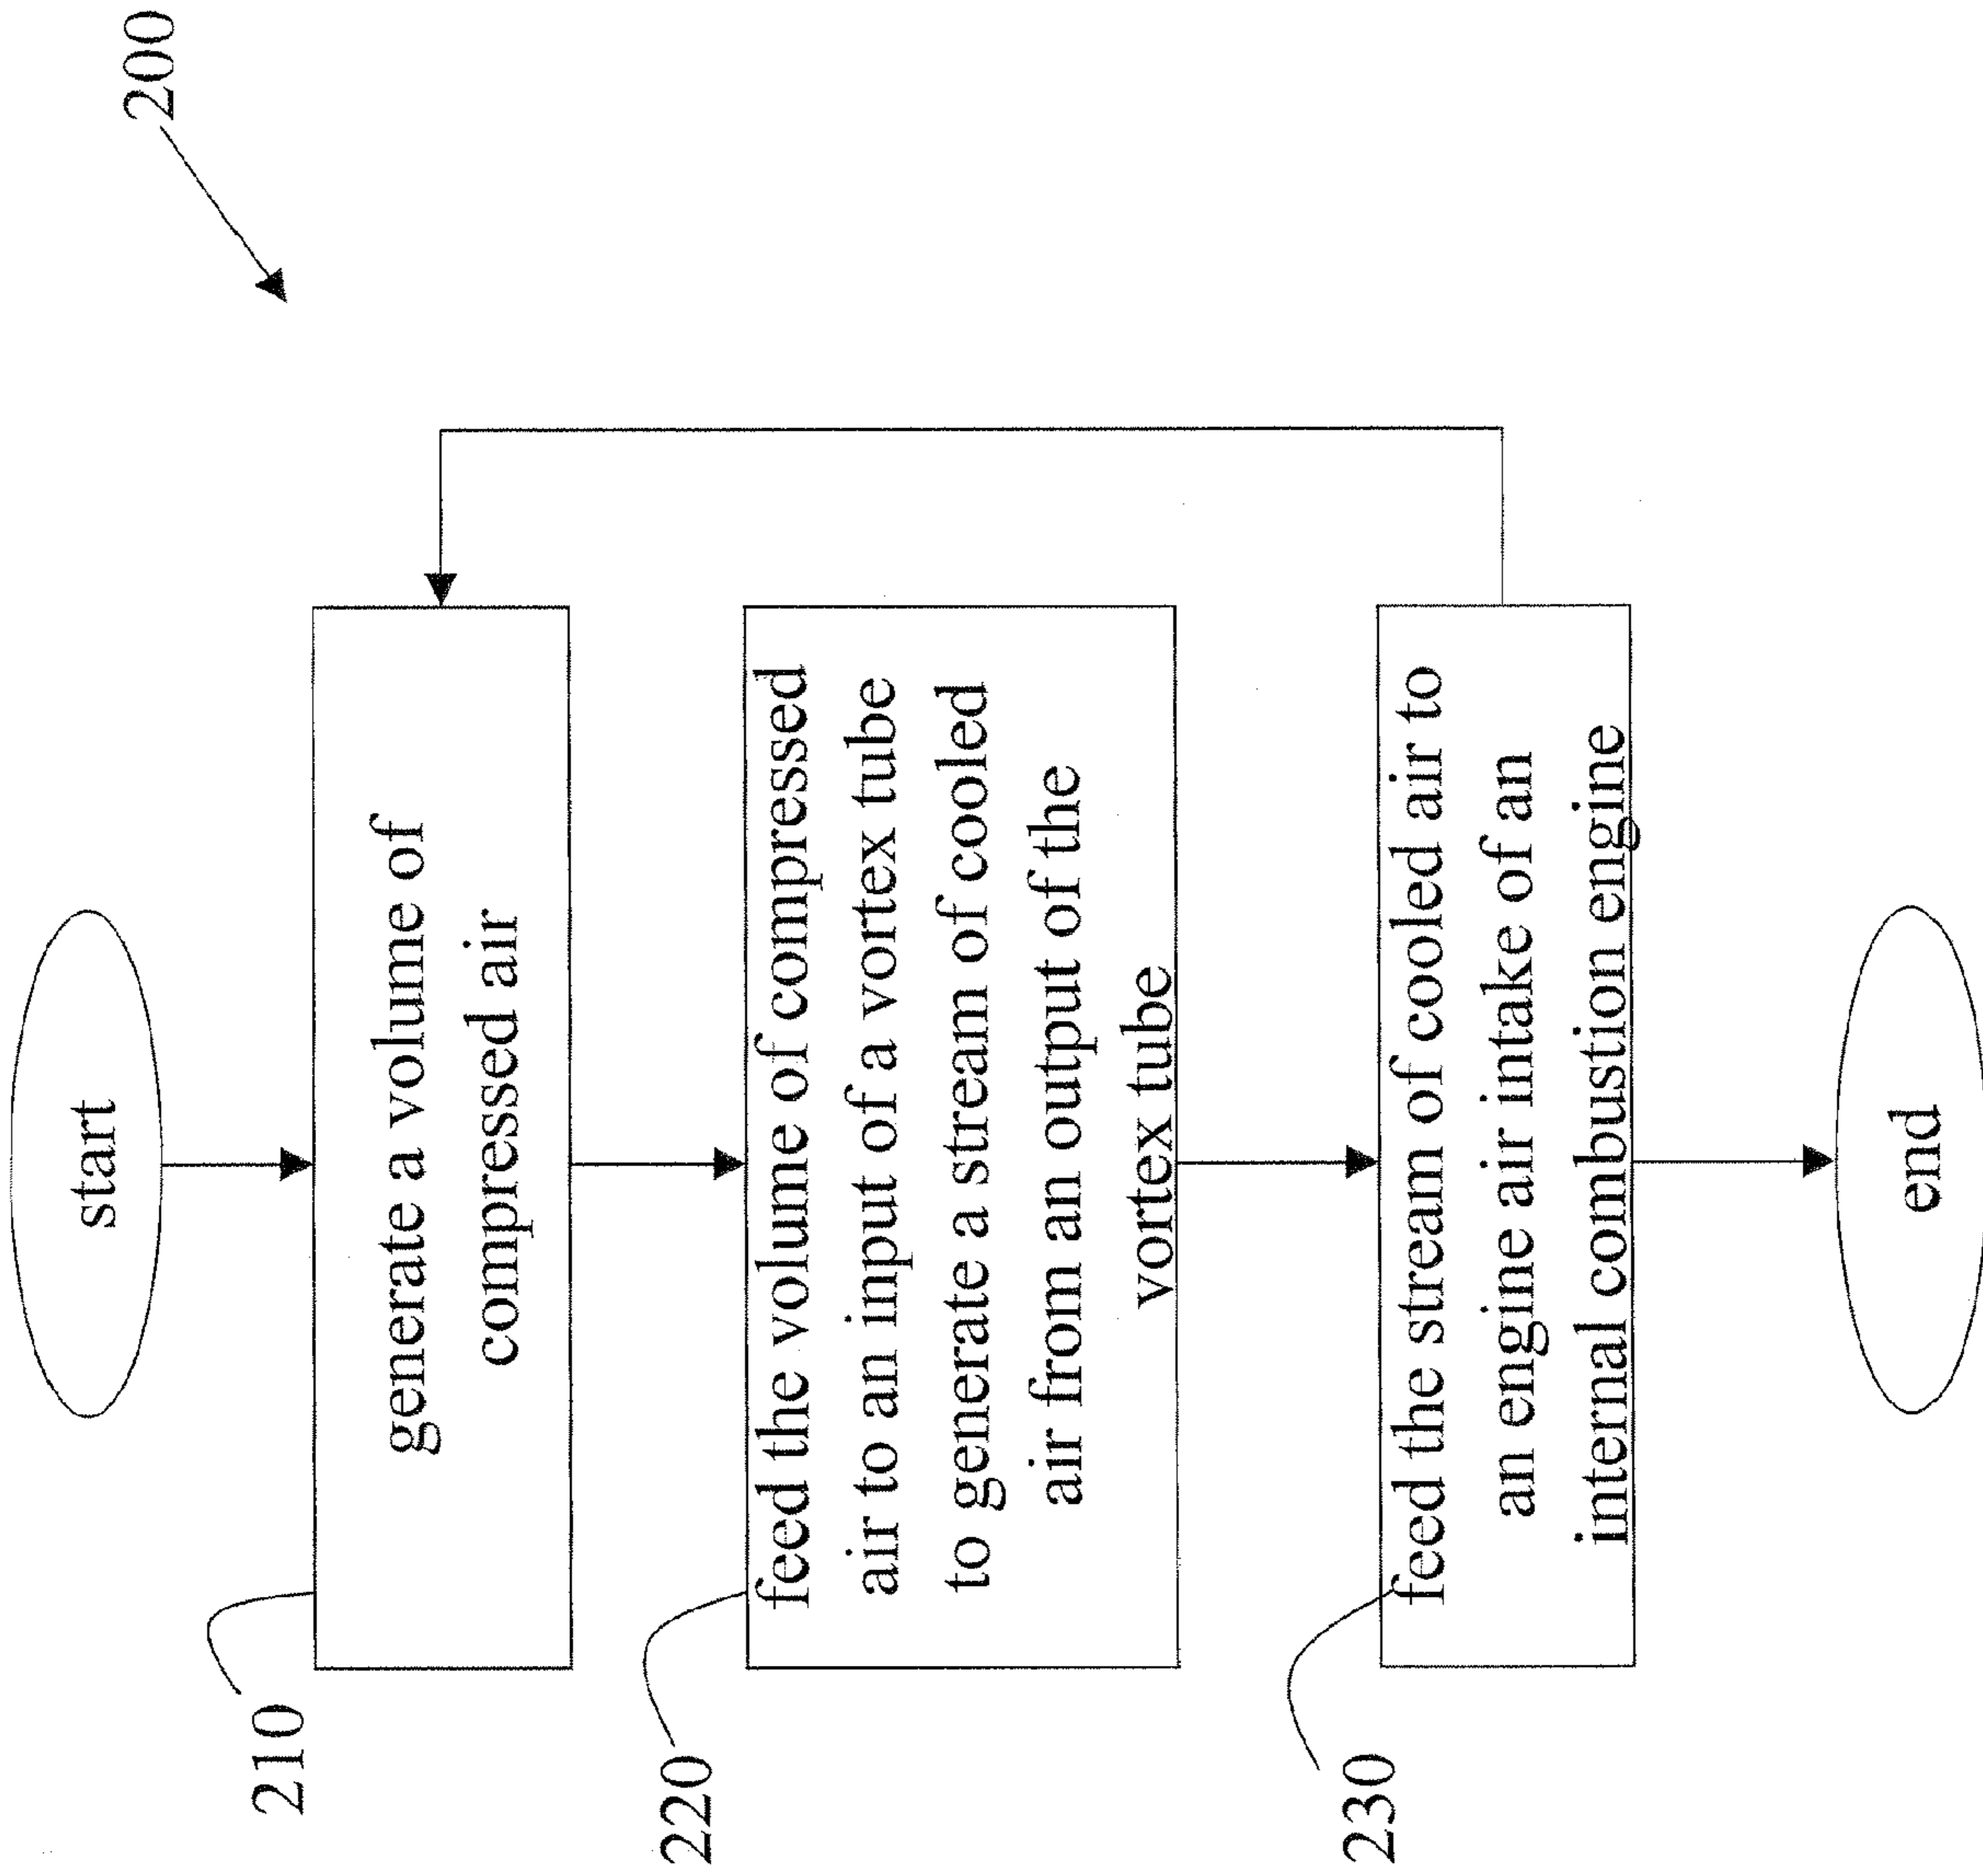 200
start
210
generate a volume of
compressed air
220
feed the volume of compressed
air to an input of a vortex tube
to generate a stream of cooled
air from an output of the
vortex tube
230
feed the stream of cooled air to
an engine air intake of an
internal combustion engine
end